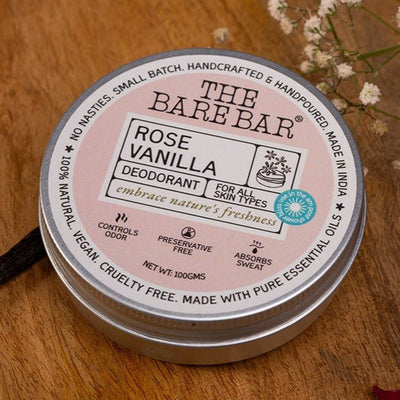 NO NASTIES. SMALL BATCH. HANDCRAFTED & HANDPOURED. MADE IN INDIA
THE
BARE BAR®
ROSE
VANILLA
DEODORANT
FOR ALL
SKIN TYPES
embrace nature's freshness
CONTROLS
ODOR
PRESERVATIVE
FREE
ABSORBS
SWEAT
NET WT: 100GMS
★ 100% NATURAL. VEGAN. CRUELTY FREE. MADE WITH PURE ESSENTIAL OILS ★